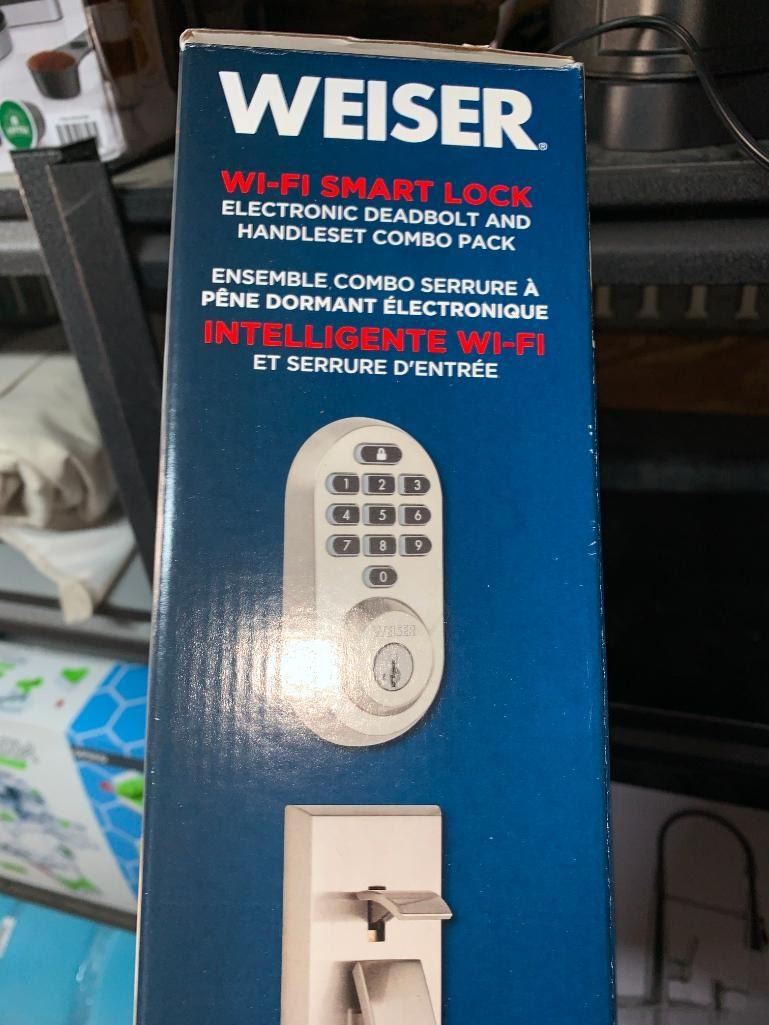 WEISER®
WI-FI SMART LOCK
ELECTRONIC DEADBOLT AND
HANDLESET COMBO PACK
ENSEMBLE COMBO SERRURE À
PÊNE DORMANT ÉLECTRONIQUE
INTELLIGENTE WI-FI
ET SERRURE D'ENTRÉE
1 2 3
4 5 6
7 8 9
0
WEISER